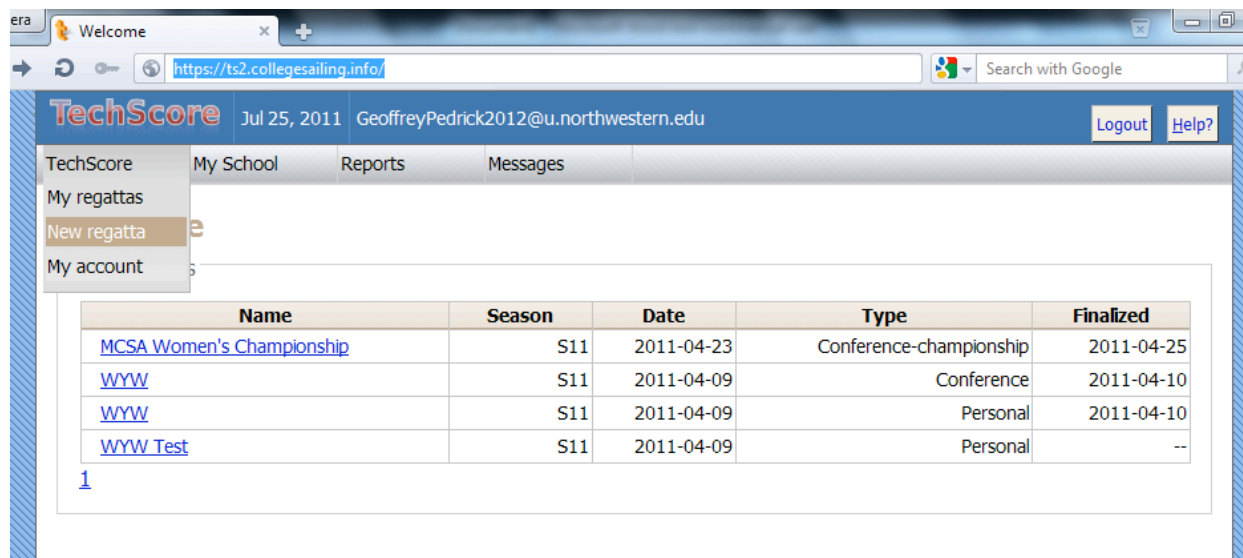 era
Welcome
https://ts2.collegesailing.info/
Search with Google
TechScore Jul 25, 2011 GeoffreyPedrick2012@u.northwestern.edu Logout Help?
TechScore My School Reports Messages
My regattas
New regatta
e
My account
s
Name Season Date Type Finalized
MCSA Women's Championship S11 2011-04-23 Conference-championship 2011-04-25
WYW S11 2011-04-09 Conference 2011-04-10
WYW S11 2011-04-09 Personal 2011-04-10
WYW Test S11 2011-04-09 Personal --
1